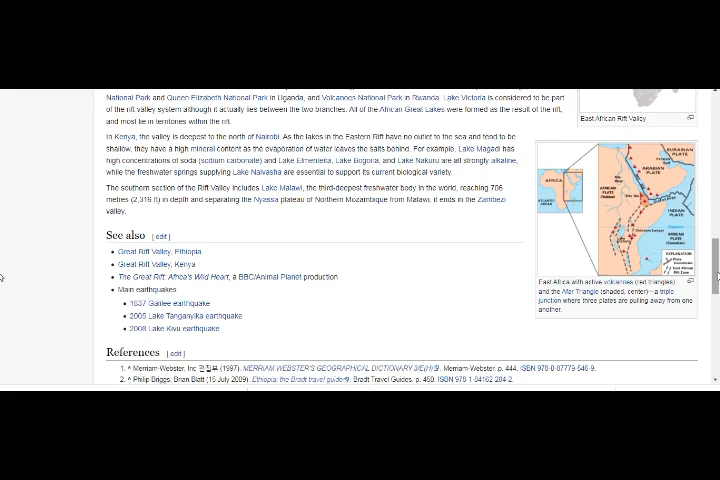 National Park and Queen Elizabeth National Park in Uganda, and Volcanoes National Park in Rwanda. Lake Victoria is considered to be part
of the rift valley system although it actually lies between the two branches. All of the African Great Lakes were formed as the result of the rift,
and most lie in territories within the rift.
In Kenya, the valley is deepest to the north of Nairobi. As the lakes in the Eastern Rift have no outlet to the sea and tend to be
shallow, they have a high mineral content as the evaporation of water leaves the salts behind. For example, Lake Magadi has
high concentrations of soda (sodium carbonate) and Lake Elmenteita, Lake Bogoria, and Lake Nakuru are all strongly alkaline,
while the freshwater springs supplying Lake Naivasha are essential to support its current biological variety.
The southern section of the Rift Valley includes Lake Malawi, the third-deepest freshwater body in the world, reaching 706
metres (2,316 ft) in depth and separating the Nyassa plateau of Northern Mozambique from Malawi; it ends in the Zambezi
valley.
See also [ edit ]
Great Rift Valley, Ethiopia
Great Rift Valley, Kenya
The Great Rift: Africa's Wild Heart, a BBC/Animal Planet production
Main earthquakes
1837 Galilee earthquake
2005 Lake Tanganyika earthquake
2008 Lake Kivu earthquake
References [ edit ]
1. ^ Merriam-Webster, Inc 편집부 (1997). MERRIAM WEBSTER'S GEOGRAPHICAL DICTIONARY 3/E(H). Merriam-Webster. p. 444. ISBN 978-0-87779-546-9.
2. ^ Philip Briggs; Brian Blatt (15 July 2009). Ethiopia: the Bradt travel guide. Bradt Travel Guides. p. 450. ISBN 978-1-84162-284-2.
East African Rift Valley
AFRICA
ATLANTIC OCEAN
EURASIAN PLATE
ARABIAN PLATE
INDIAN PLATE
AFRICAN PLATE
EXPLANATION
East Africa with active volcanoes (red triangles)
and the Afar Triangle (shaded, center)—a triple
junction where three plates are pulling away from one
another.